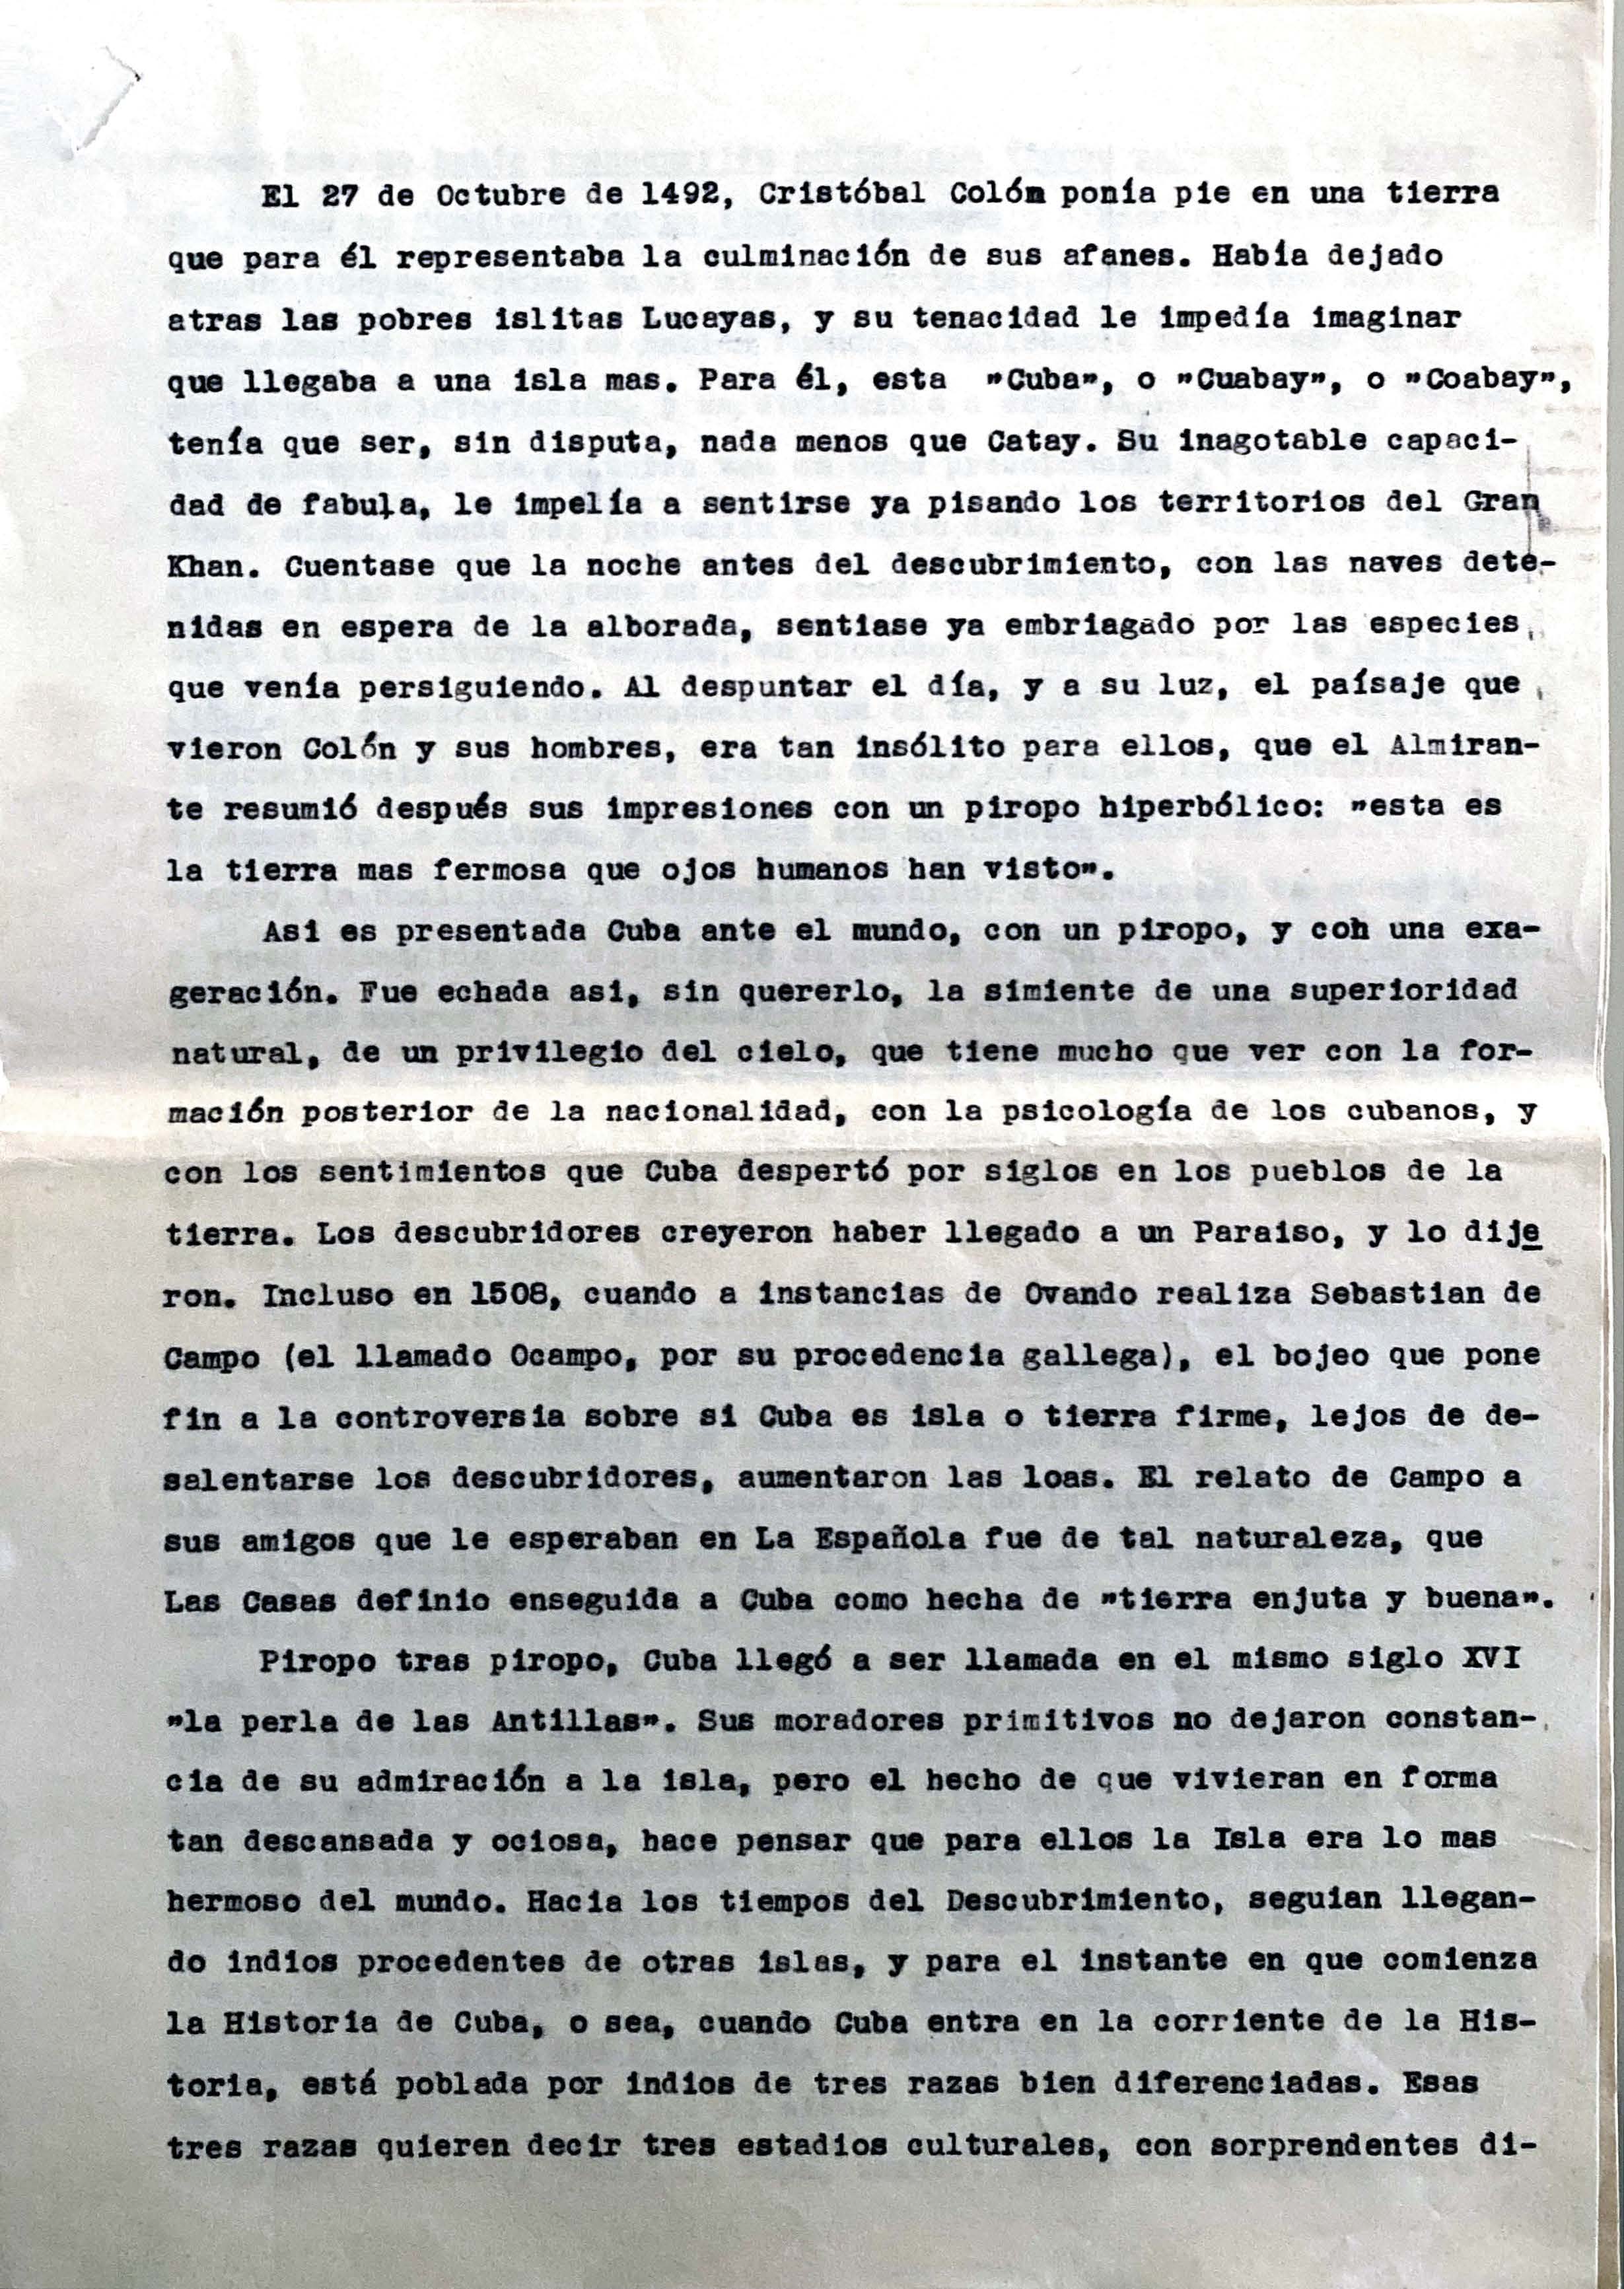 El 27 de Octubre de 1492, Cristóbal Colón ponía pie en una tierra
que para él representaba la culminación de sus afanes. Había dejado
atras las pobres islitas Lucayas, y su tenacidad le impedía imaginar
que llegaba a una isla mas. Para él, esta "Cuba", o "Cuabay", o "Coabay",
tenía que ser, sin disputa, nada menos que Catay. Su inagotable capaci-
dad de fabula, le impelía a sentirse ya pisando los territorios del Gran
Khan. Cuentase que la noche antes del descubrimiento, con las naves dete-
nidas en espera de la alborada, sentiase ya embriagado por las especies
que venía persiguiendo. Al despuntar el día, y a su luz, el país­aje que
vieron Colón y sus hombres, era tan insólito para ellos, que el Almiran-
te resumió después sus impresiones con un piropo hiperbólico: "esta es
la tierra mas fermosa que ojos humanos han visto".
Asi es presentada Cuba ante el mundo, con un piropo, y coh una exa-
geración. Fue echada asi, sin quererlo, la simiente de una superioridad
natural, de un privilegio del cielo, que tiene mucho que ver con la for-
mación posterior de la nacionalidad, con la psicología de los cubanos, y
con los sentimientos que Cuba despertó por siglos en los pueblos de la
tierra. Los descubridores creyeron haber llegado a un Paraiso, y lo dije
ron. Incluso en 1508, cuando a instancias de Ovando realiza Sebastian de
Campo (el llamado Ocampo, por su procedencia gallega), el bojeo que pone
fin a la controversia sobre si Cuba es isla o tierra firme, lejos de de-
salentarse los descubridores, aumentaron las loas. El relato de Campo a
sus amigos que le esperaban en La Española fue de tal naturaleza, que
Las Casas definio enseguida a Cuba como hecha de "tierra enjuta y buena".
Piropo tras piropo, Cuba llegó a ser llamada en el mismo siglo XVI
"la perla de las Antillas". Sus moradores primitivos no dejaron constan-
cia de su admiración a la isla, pero el hecho de que vivieran en forma
tan descansada y ociosa, hace pensar que para ellos la Isla era lo mas
hermoso del mundo. Hacia los tiempos del Descubrimiento, seguian llegan-
do indios procedentes de otras islas, y para el instante en que comienza
la Historia de Cuba, o sea, cuando Cuba entra en la corriente de la His-
toria, está poblada por indios de tres razas bien diferenciadas. Esas
tres razas quieren decir tres estadios culturales, con sorprendentes di-